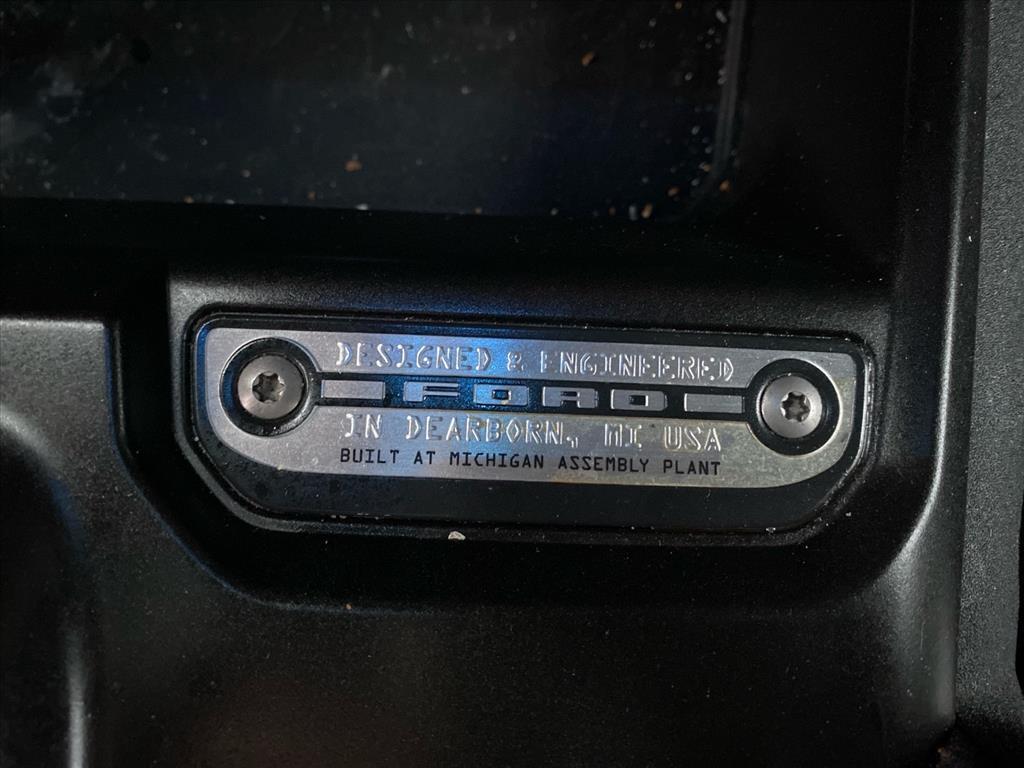 DESIGNED & ENGINEERED
FORD
IN DEARBORN, MI USA
BUILT AT MICHIGAN ASSEMBLY PLANT